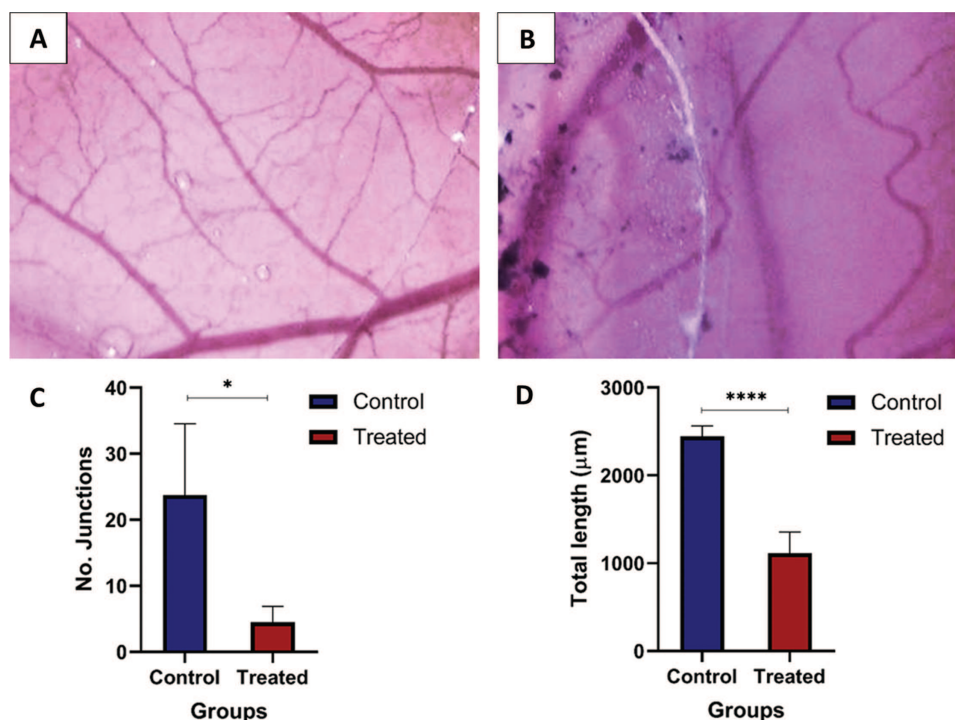 A
B
C
40
30
20
10
0
No. Junctions
*
Control
Treated
Control Treated
Groups
D
3000
2000
1000
0
Total length (μm)
****
Control
Treated
Control Treated
Groups